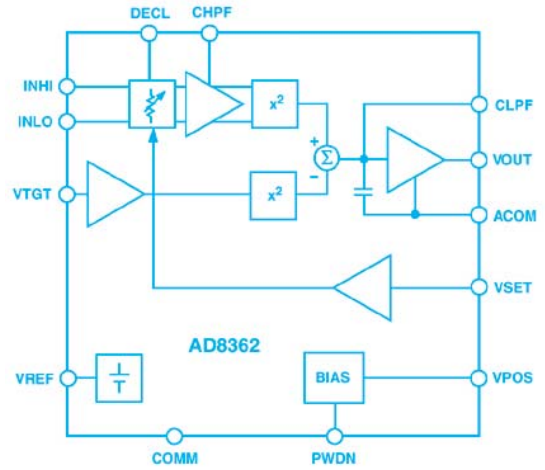 DECL CHPF
INHI
x²
CLPF
INLO
+
Σ
VOUT
−
VTGT
x²
ACOM
VSET
AD8362
VREF
BIAS
VPOS
COMM PWDN